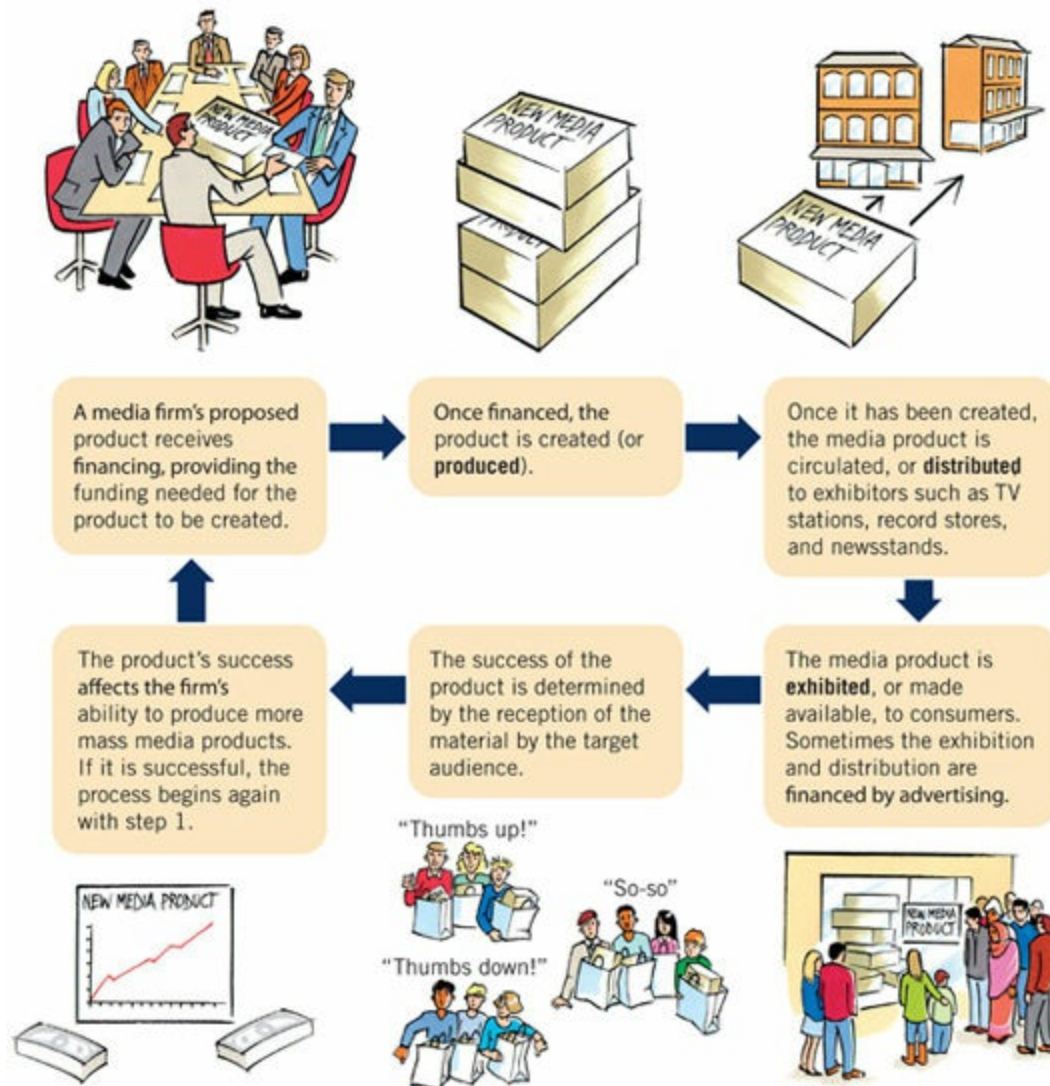 NEW MEDIA
PRODUCT
NEW MEDIA
PRODUCT
PRODUCT
NEW MEDIA
PRODUCT
A media firm's proposed
product receives
financing, providing the
funding needed for the
product to be created.
Once financed, the
product is created (or
produced).
Once it has been created,
the media product is
circulated, or distributed
to exhibitors such as TV
stations, record stores,
and newsstands.
The product's success
affects the firm's
ability to produce more
mass media products.
If it is successful, the
process begins again
with step 1.
The success of the
product is determined
by the reception of the
material by the target
audience.
The media product is
exhibited, or made
available, to consumers.
Sometimes the exhibition
and distribution are
financed by advertising.
NEW MEDIA PRODUCT
"Thumbs up!"
"So-so"
"Thumbs down!"
NEW MEDIA
PRODUCT